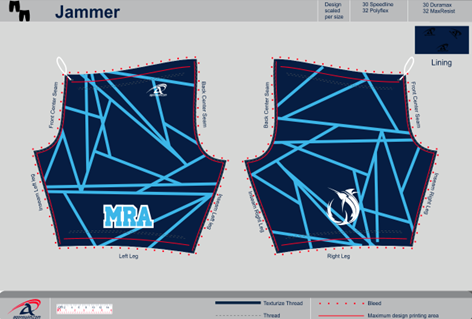 Jammer
Design
scaled
per size
30 Speedline
32 Polyflex
30 Duramax
32 MaxResist
Lining
Front Center Seam
Back Center Seam
Back Center Seam
Front Center Seam
Inseam Left leg
Inseam Left Leg
Inseam Right Leg
Inseam Right Leg
MRA
Left Leg
Right Leg
Texturize Thread
Bleed
Thread
Maximum design printing area